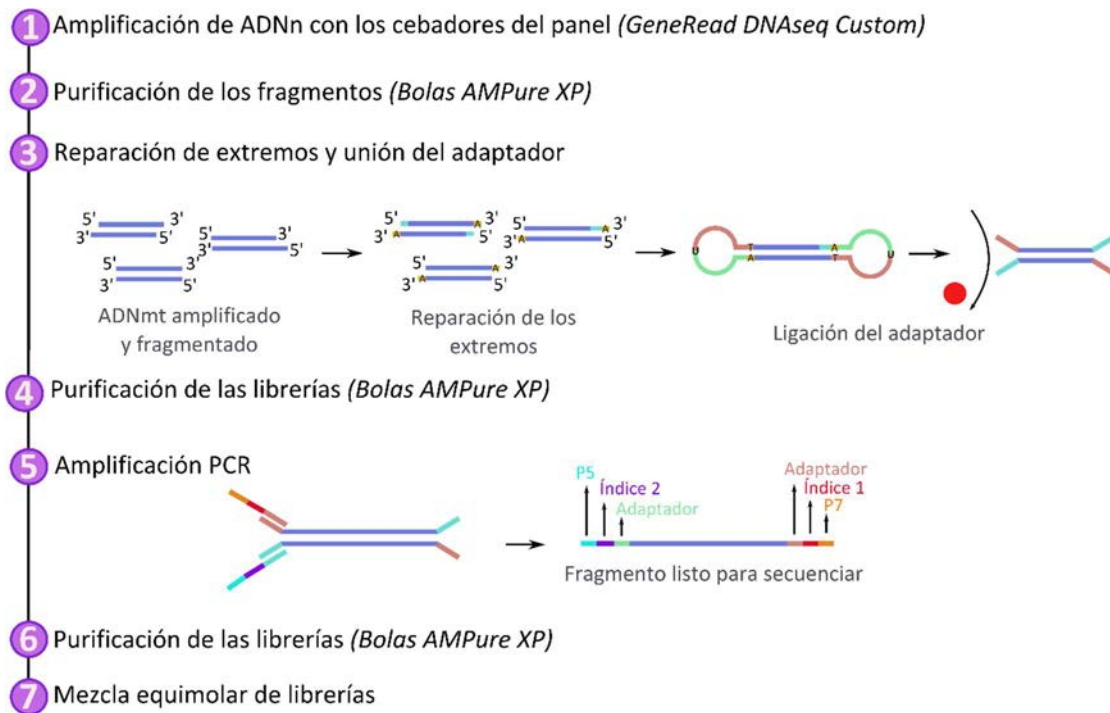 1 Amplificación de ADNn con los cebadores del panel (GeneRead DNAseq Custom)
2 Purificación de los fragmentos (Bolas AMPure XP)
3 Reparación de extremos y unión del adaptador
5' 3'
3' 5'
5' 3'
3' 5'
5' 3'
3' 5'
ADNmt amplificado
y fragmentado
5' A 3'
3' A 5'
5' A 3'
3' A 5'
5' A 3'
3' A 5'
Reparación de los
extremos
U T A U
A T
Ligación del adaptador
4 Purificación de las librerías (Bolas AMPure XP)
5 Amplificación PCR
P5
Índice 2
Adaptador
Adaptador
Índice 1
P7
Fragmento listo para secuenciar
6 Purificación de las librerías (Bolas AMPure XP)
7 Mezcla equimolar de librerías